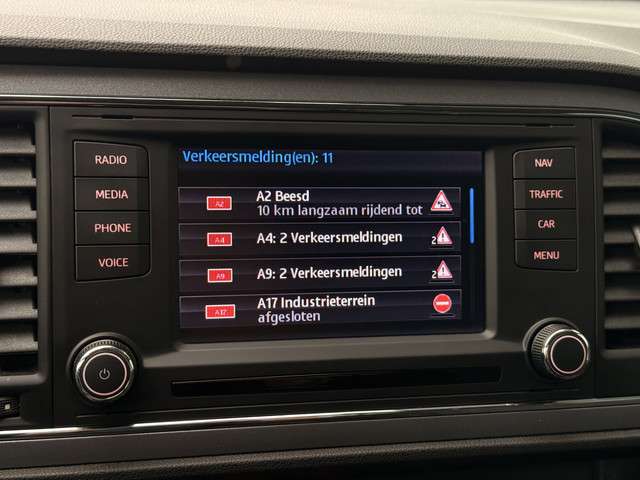 Verkeersmelding(en): 11
RADIO
MEDIA
PHONE
VOICE
A2
A2 Beesd
10 km langzaam rijdend tot
A4
A4: 2 Verkeersmeldingen
2
A9
A9: 2 Verkeersmeldingen
2
A17
A17 Industrieterrein
afgesloten
NAV
TRAFFIC
CAR
MENU